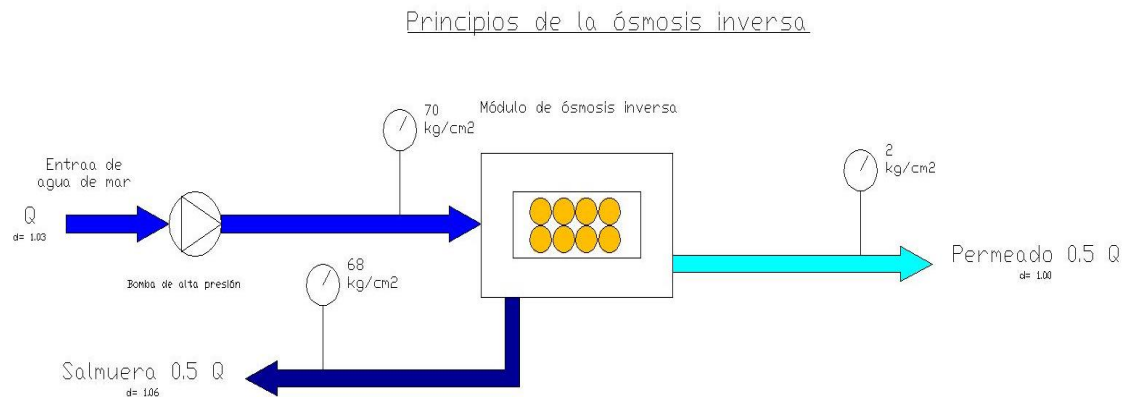 Principios de la ósmosis inversa
70
kg/cm2
Módulo de ósmosis inversa
2
kg/cm2
Entraa de
agua de mar
Q
d= 1.03
Bomba de alta presión
68
kg/cm2
Permeado 0.5 Q
d= 1.00
Salmuera 0.5 Q
d= 1.06